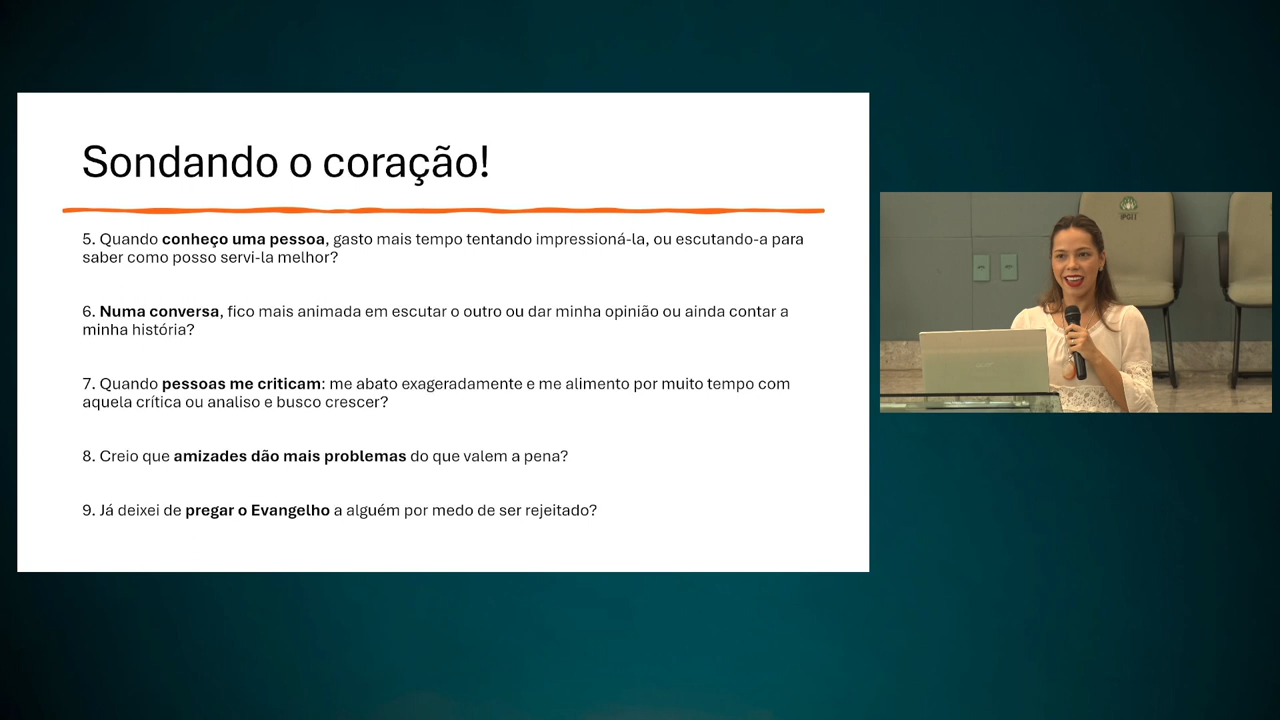 Sondando o coração!
5. Quando conheço uma pessoa, gasto mais tempo tentando impressioná-la, ou escutando-a para
saber como posso servi-la melhor?
6. Numa conversa, fico mais animada em escutar o outro ou dar minha opinião ou ainda contar a
minha história?
7. Quando pessoas me criticam: me abato exageradamente e me alimento por muito tempo com
aquela crítica ou analiso e busco crescer?
8. Creio que amizades dão mais problemas do que valem a pena?
9. Já deixei de pregar o Evangelho a alguém por medo de ser rejeitado?